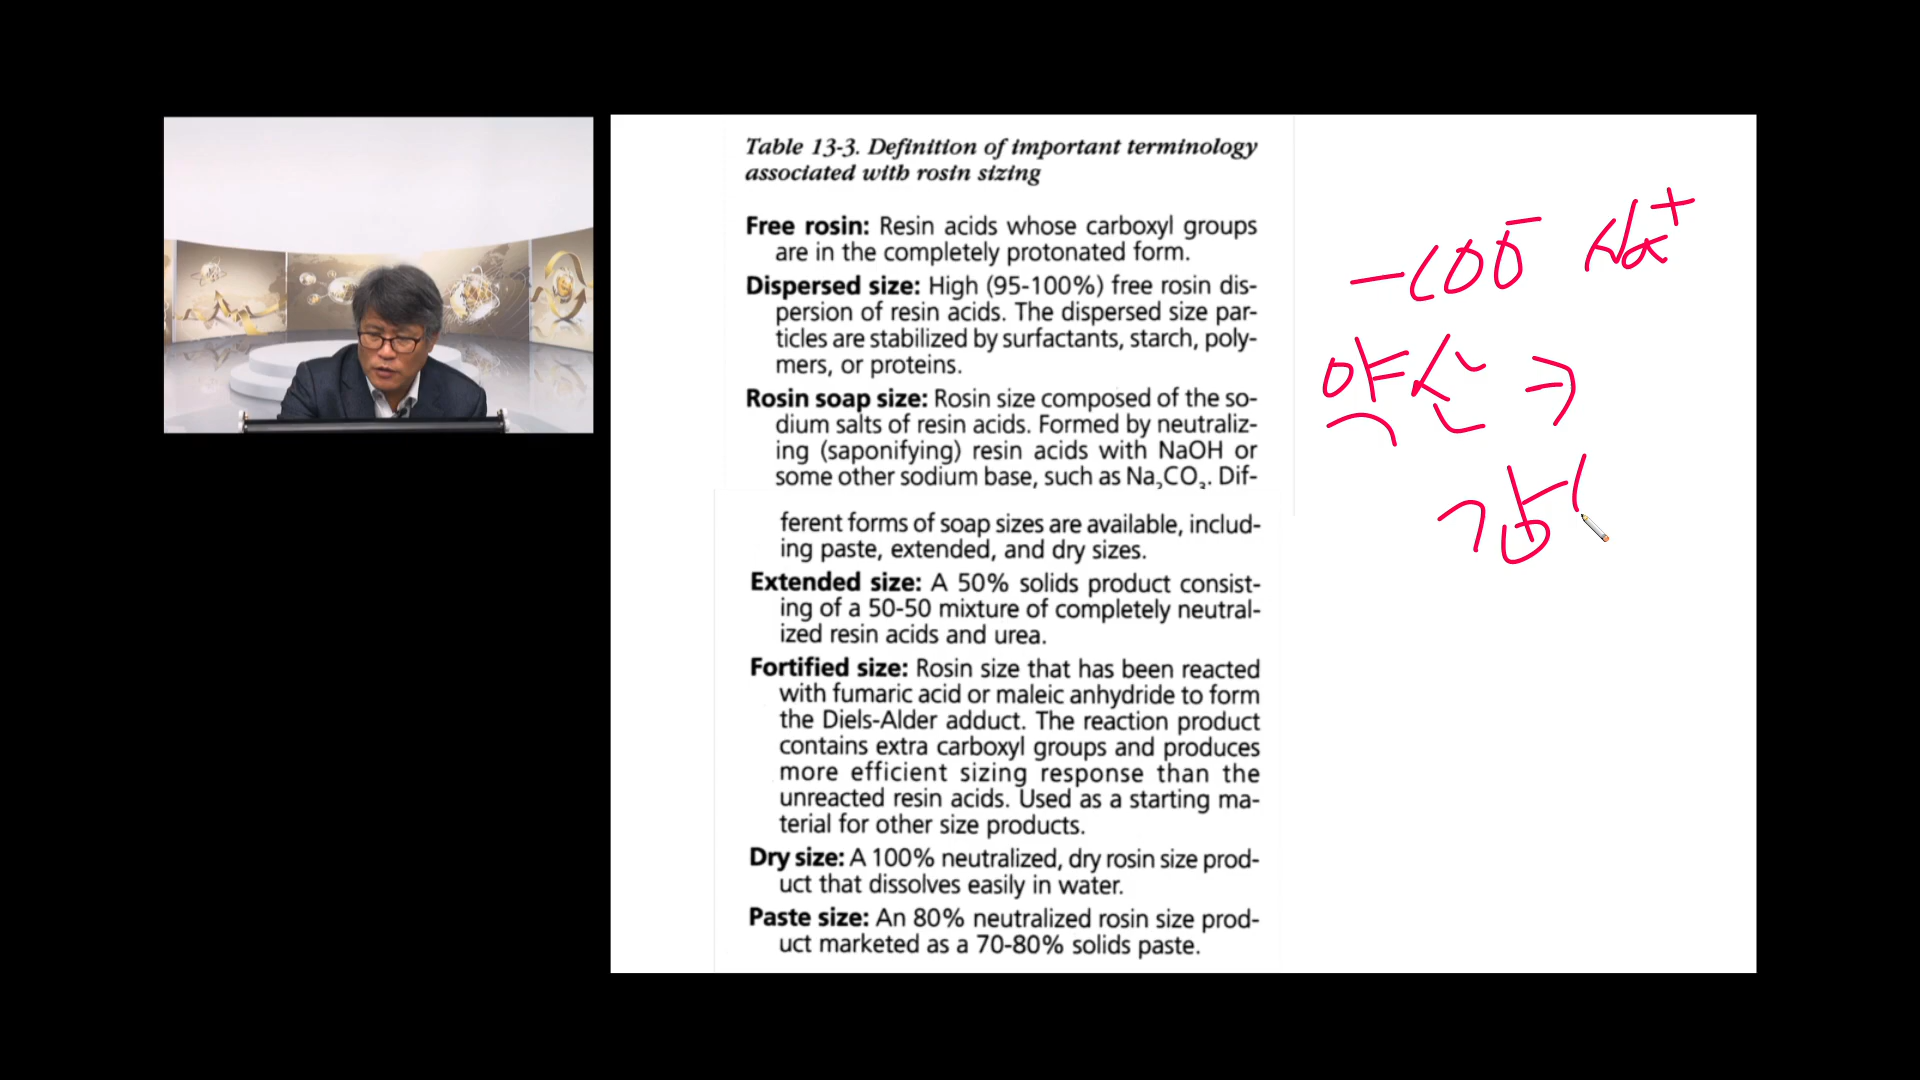 Table 13-3. Definition of important terminology
associated with rosin sizing
Free rosin: Resin acids whose carboxyl groups
are in the completely protonated form.
Dispersed size: High (95-100%) free rosin dis-
persion of resin acids. The dispersed size par-
ticles are stabilized by surfactants, starch, poly-
mers, or proteins.
Rosin soap size: Rosin size composed of the so-
dium salts of resin acids. Formed by neutraliz-
ing (saponifying) resin acids with NaOH or
some other sodium base, such as Na₂CO₃. Dif-
ferent forms of soap sizes are available, includ-
ing paste, extended, and dry sizes.
Extended size: A 50% solids product consist-
ing of a 50-50 mixture of completely neutral-
ized resin acids and urea.
Fortified size: Rosin size that has been reacted
with fumaric acid or maleic anhydride to form
the Diels-Alder adduct. The reaction product
contains extra carboxyl groups and produces
more efficient sizing response than the
unreacted resin acids. Used as a starting ma-
terial for other size products.
Dry size: A 100% neutralized, dry rosin size prod-
uct that dissolves easily in water.
Paste size: An 80% neutralized rosin size prod-
uct marketed as a 70-80% solids paste.
-COO⁻ Na⁺
약산 ⇒
강